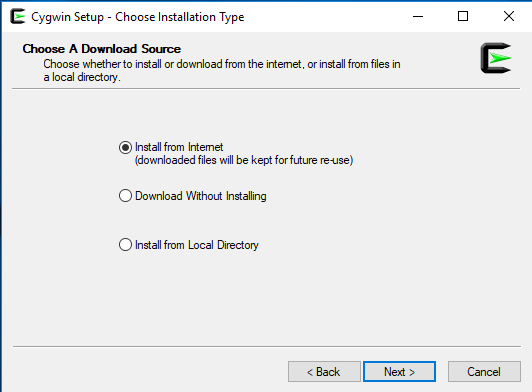 Cygwin Setup - Choose Installation Type
Choose A Download Source
Choose whether to install or download from the internet, or install from files in
a local directory.
Install from Internet
(downloaded files will be kept for future re-use)
Download Without Installing
Install from Local Directory
< Back
Next >
Cancel